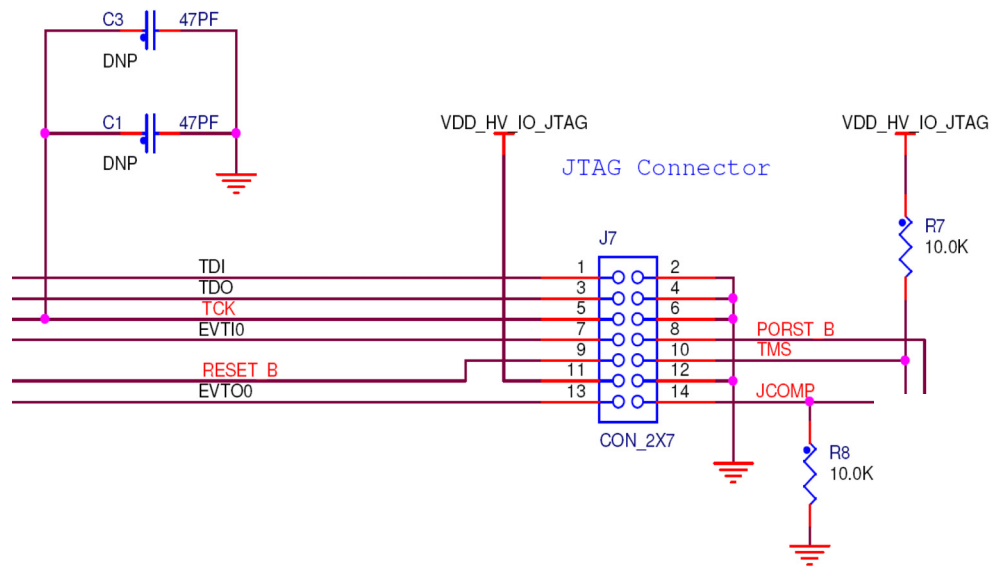 C3 47PF
DNP
C1 47PF
DNP
VDD_HV_IO_JTAG
VDD_HV_IO_JTAG
JTAG Connector
R7
10.0K
J7
TDI 1 2
TDO 3 4
TCK 5 6
EVTI0 7 8 PORST_B
9 10 TMS
RESET_B 11 12
EVTO0 13 14 JCOMP
CON_2X7
R8
10.0K